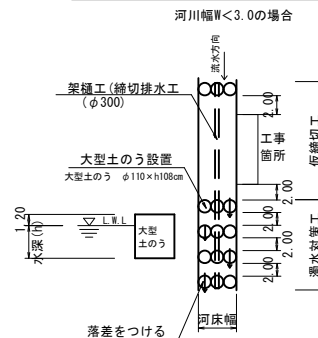 河川幅W<3.0の場合
流水方向
架樋工(締切排水工
(φ300)
2.00
工事
箇所
仮締切工
大型土のう設置
大型土のう φ110×h108cm
2.00
1.20
L.W.L
水深(h)
大型
土のう
2.00
2.00
2.00
濁水対策工
落差をつける
河床幅